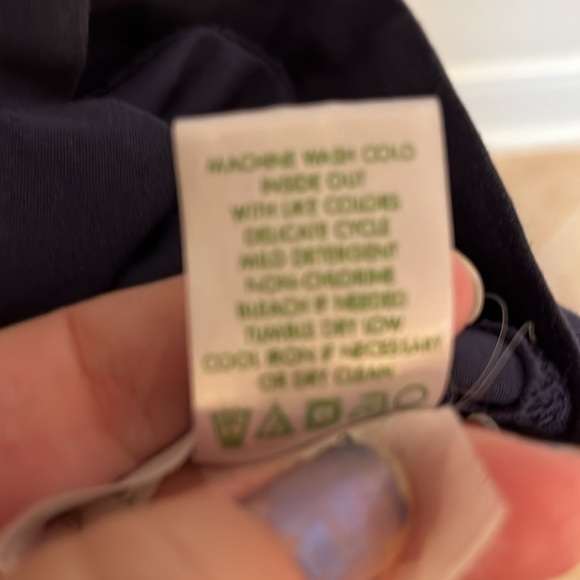 MACHINE WASH COLD
INSIDE OUT
WITH LIKE COLORS
DELICATE CYCLE
MILD DETERGENT
NON-CHLORINE
BLEACH IF NEEDED
TUMBLE DRY LOW
COOL IRON IF NECESSARY
OR DRY CLEAN